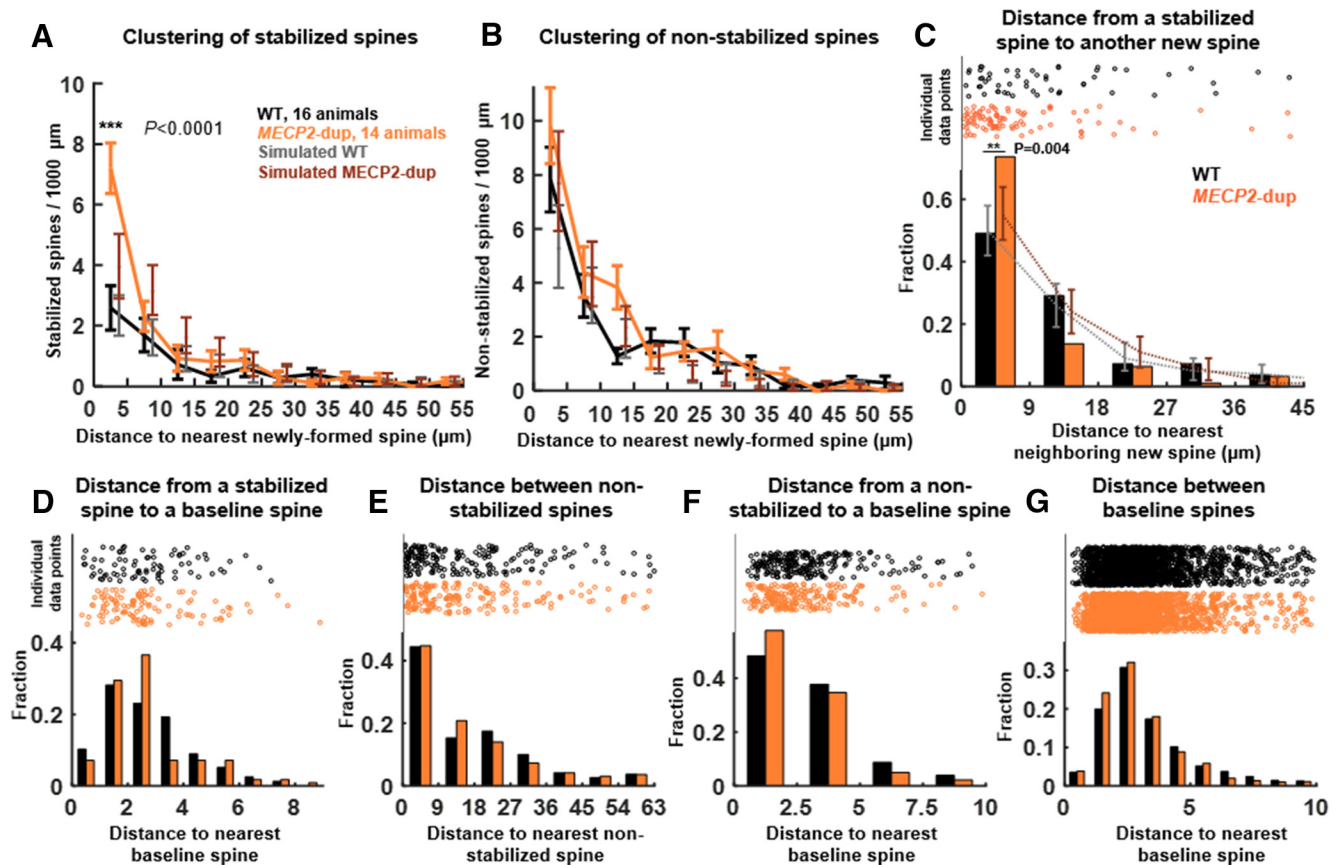 A
Clustering of stabilized spines
Stabilized spines / 1000 μm
10
8
6
4
2
0
***
P<0.0001
WT, 16 animals
MECP2-dup, 14 animals
Simulated WT
Simulated MECP2-dup
0 5 10 15 20 25 30 35 40 45 50 55
Distance to nearest newly-formed spine (μm)
B
Clustering of non-stabilized spines
Non-stabilized spines / 1000 μm
10
8
6
4
2
0
0 5 10 15 20 25 30 35 40 45 50 55
Distance to nearest newly-formed spine (μm)
C
Distance from a stabilized
spine to another new spine
Individual
data points
** P=0.004
WT
MECP2-dup
Fraction
0.6
0.4
0.2
0
0 9 18 27 36 45
Distance to nearest
neighboring new spine (μm)
D
Distance from a stabilized
spine to a baseline spine
Individual
data points
Fraction
0.4
0.2
0
0 2 4 6 8
Distance to nearest
baseline spine
E
Distance between non-
stabilized spines
Fraction
0.4
0.2
0
0 9 18 27 36 45 54 63
Distance to nearest non-
stabilized spine
F
Distance from a non-
stabilized to a baseline spine
Fraction
0.4
0.2
0
0 2.5 5 7.5 10
Distance to nearest
baseline spine
G
Distance between
baseline spines
Fraction
0.3
0.2
0.1
0
0 5 10
Distance to nearest
baseline spine